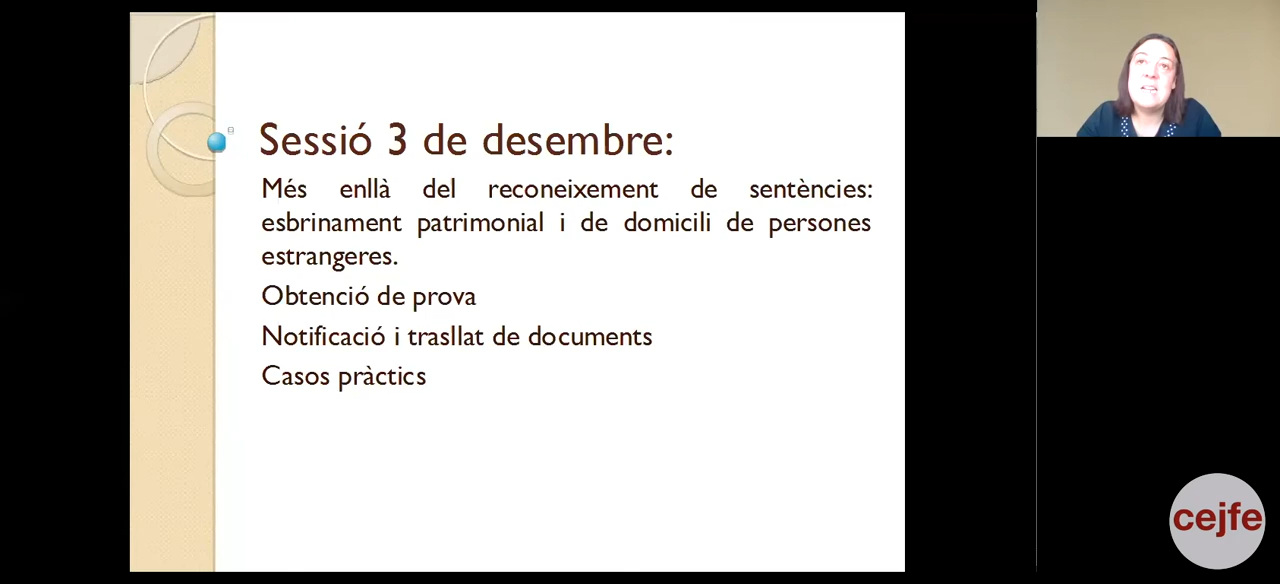 Sessió 3 de desembre:
Més enllà del reconeixement de sentències:
esbrinament patrimonial i de domicili de persones
estrangeres.
Obtenció de prova
Notificació i trasllat de documents
Casos pràctics
cejfe